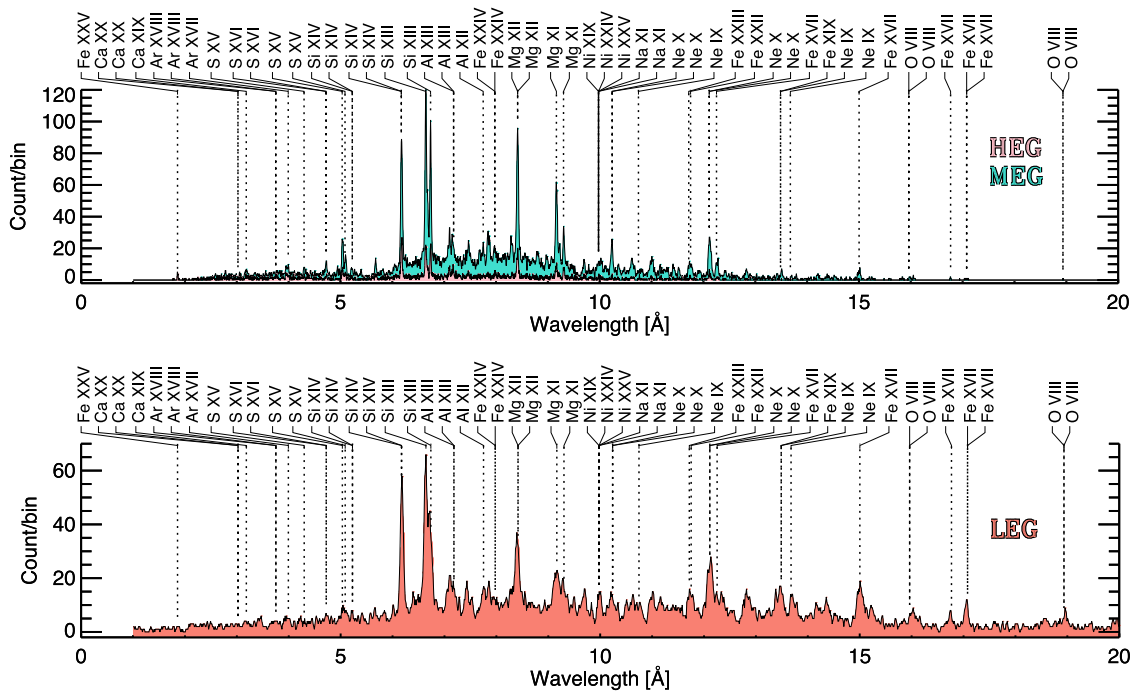 Fe XXV
Ca XX
Ca XX
Ca XIX
Ar XVIII
Ar XVIII
Ar XVII
S XV
S XVI
S XVI
S XV
S XV
Si XIV
Si XIV
Si XIV
Si XIV
Si XIII
Si XIII
Al XIII
Al XIII
Al XII
Fe XXIV
Fe XXIV
Mg XII
Mg XII
Mg XI
Mg XI
Ni XIX
Ni XXIV
Ni XXV
Na XI
Na XI
Ne X
Ne X
Ne IX
Fe XXIII
Fe XXII
Ne X
Ne X
Fe XVII
Fe XIX
Ne IX
Ne IX
Fe XVII
O VIII
O VIII
Fe XVII
Fe XVII
Fe XVII
O VIII
O VIII
120
100
80
60
40
20
0
Count/bin
HEG
MEG
0 5 10 15 20
Wavelength [Å]
Fe XXV
Ca XX
Ca XX
Ca XIX
Ar XVIII
Ar XVIII
Ar XVII
S XV
S XVI
S XVI
S XV
S XV
Si XIV
Si XIV
Si XIV
Si XIV
Si XIII
Si XIII
Al XIII
Al XIII
Al XII
Fe XXIV
Fe XXIV
Mg XII
Mg XII
Mg XI
Mg XI
Ni XIX
Ni XXIV
Ni XXV
Na XI
Na XI
Ne X
Ne X
Ne IX
Fe XXIII
Fe XXII
Ne X
Ne X
Fe XVII
Fe XIX
Ne IX
Ne IX
Fe XVII
O VIII
O VIII
Fe XVII
Fe XVII
Fe XVII
O VIII
O VIII
60
40
20
0
Count/bin
LEG
0 5 10 15 20
Wavelength [Å]